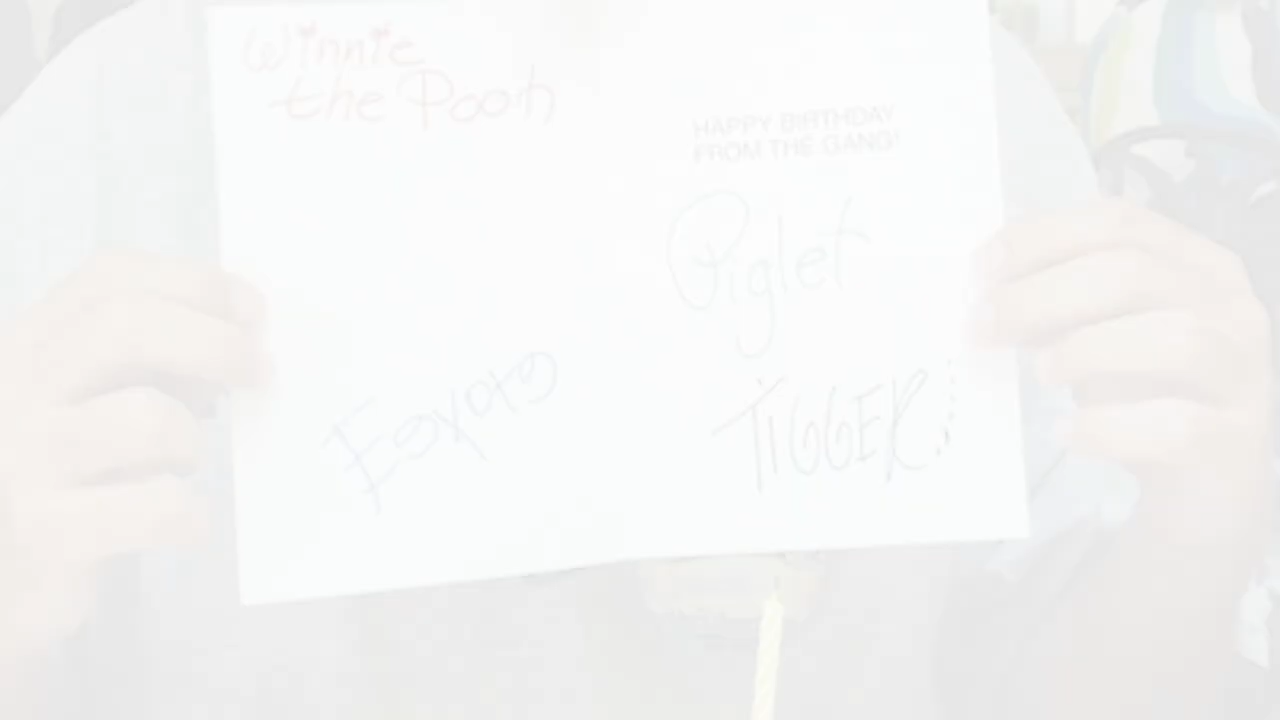 Winnie
the Pooh
HAPPY BIRTHDAY
FROM THE GANG!
Piglet
TIGGER